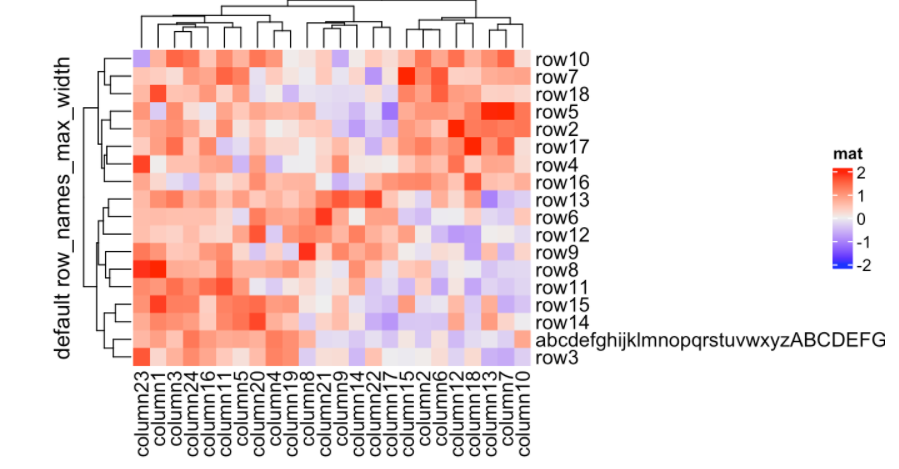 default row_names_max_width
row10
row7
row18
row5
row2
row17
row4
row16
row13
row6
row12
row9
row8
row11
row15
row14
abcdefghijklmnopqrstuvwxyzABCDEFG
row3
column23
column1
column3
column24
column16
column11
column5
column20
column4
column19
column8
column21
column9
column14
column22
column17
column15
column2
column6
column12
column18
column13
column7
column10
mat
2
1
0
-1
-2